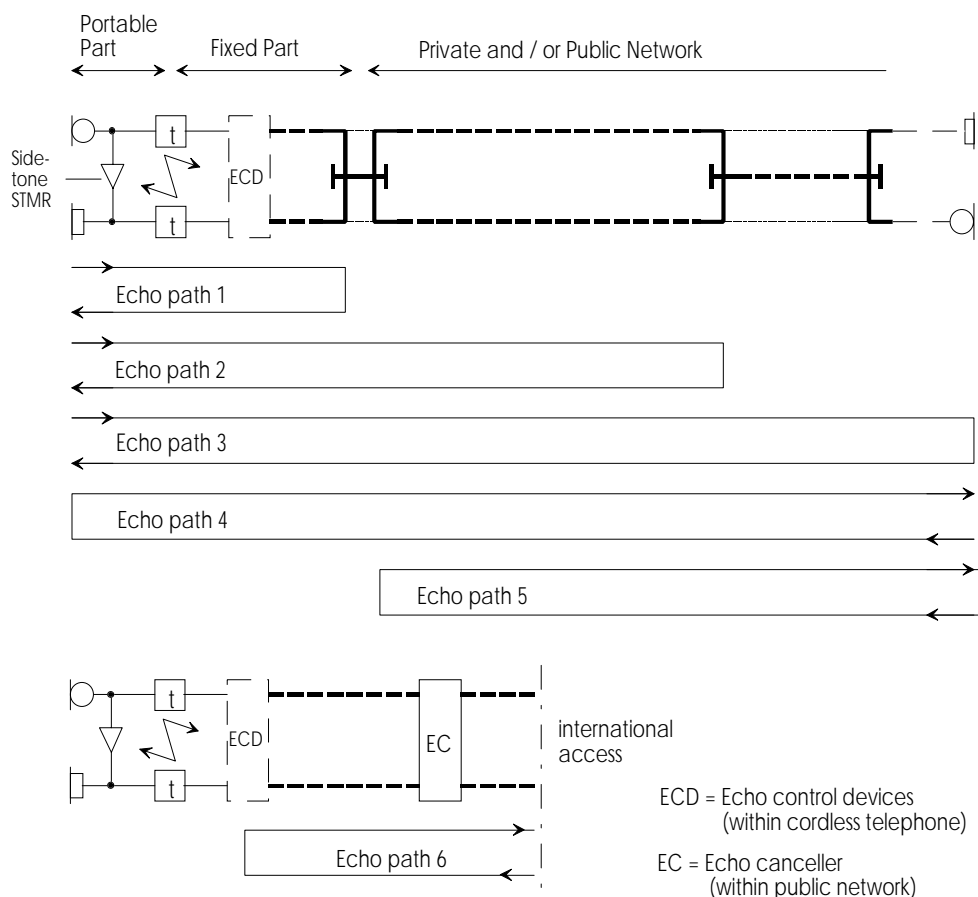 Portable
Part
Fixed Part
Private and / or Public Network
t
ECD
Side-
tone
STMR
t
Echo path 1
Echo path 2
Echo path 3
Echo path 4
Echo path 5
t
ECD
EC
international
access
t
ECD = Echo control devices
(within cordless telephone)
Echo path 6
EC = Echo canceller
(within public network)